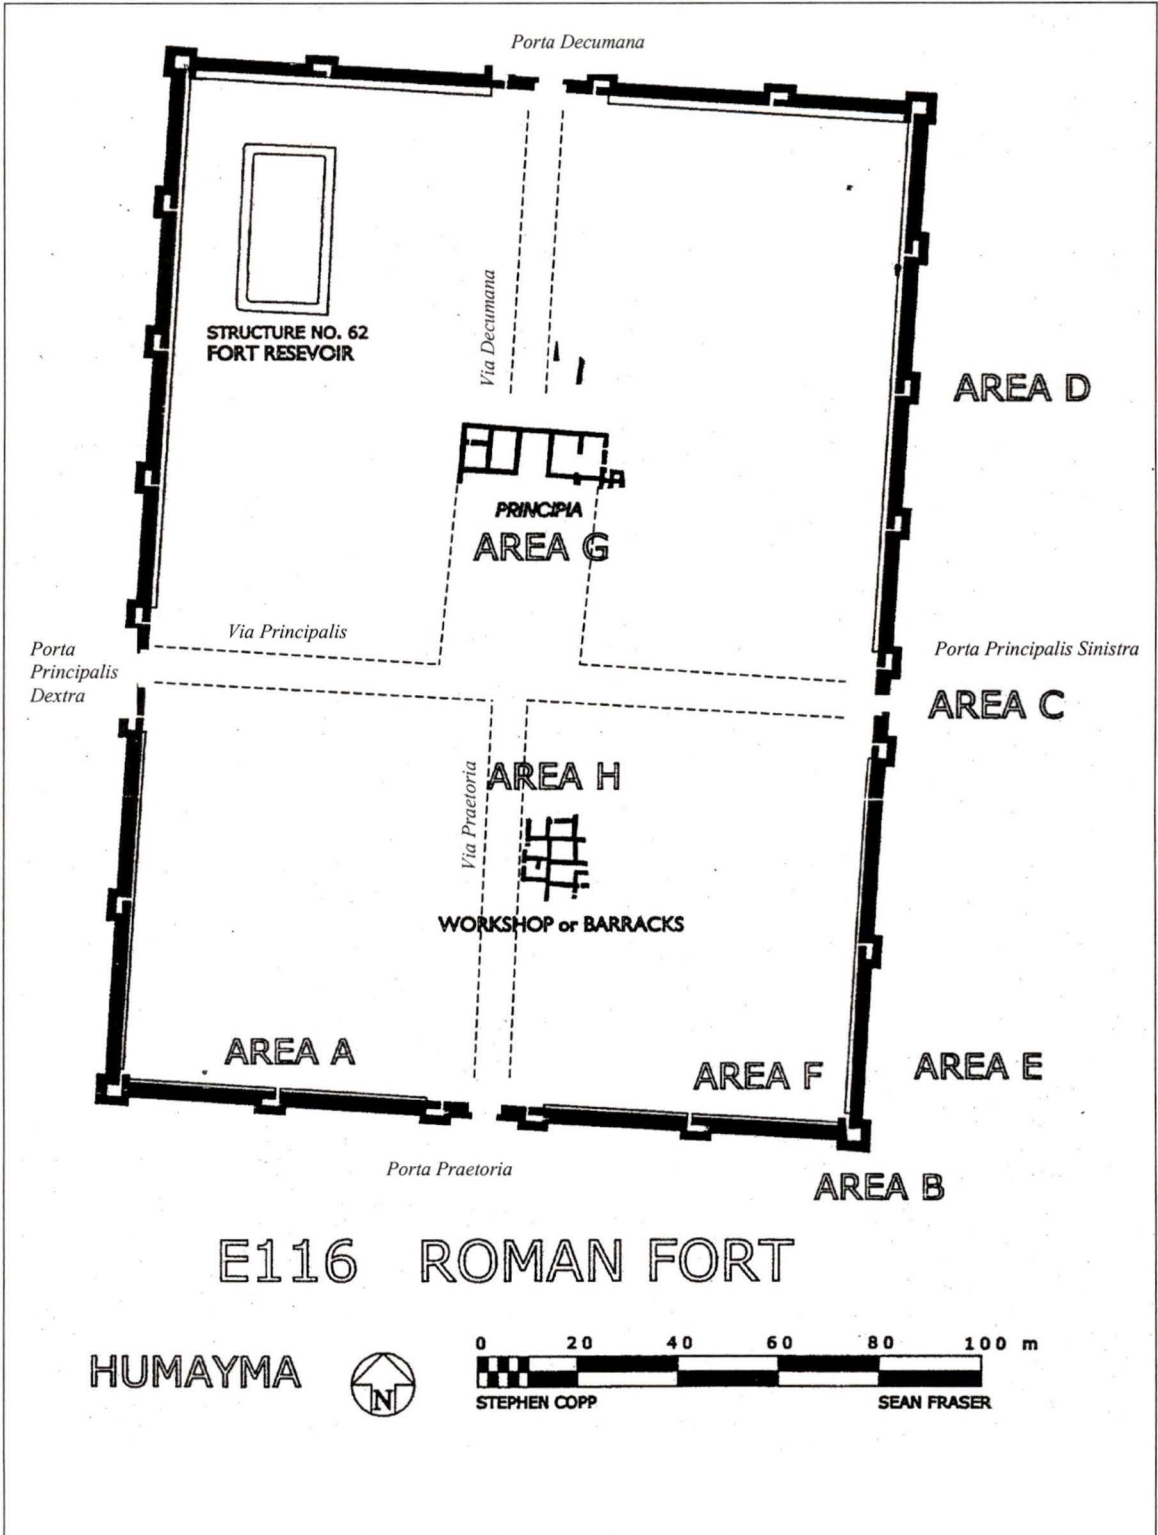 Porta Decumana
Via Decumana
STRUCTURE NO. 62
FORT RESEVOIR
AREA D
PRINCIPIA
AREA G
Via Principalis
Porta
Principalis
Dextra
Porta Principalis Sinistra
AREA C
AREA H
Via Praetoria
WORKSHOP or BARRACKS
AREA A
AREA F
AREA E
Porta Praetoria
AREA B
E116 ROMAN FORT
HUMAYMA
N
0 20 40 60 80 100 m
STEPHEN COPP SEAN FRASER